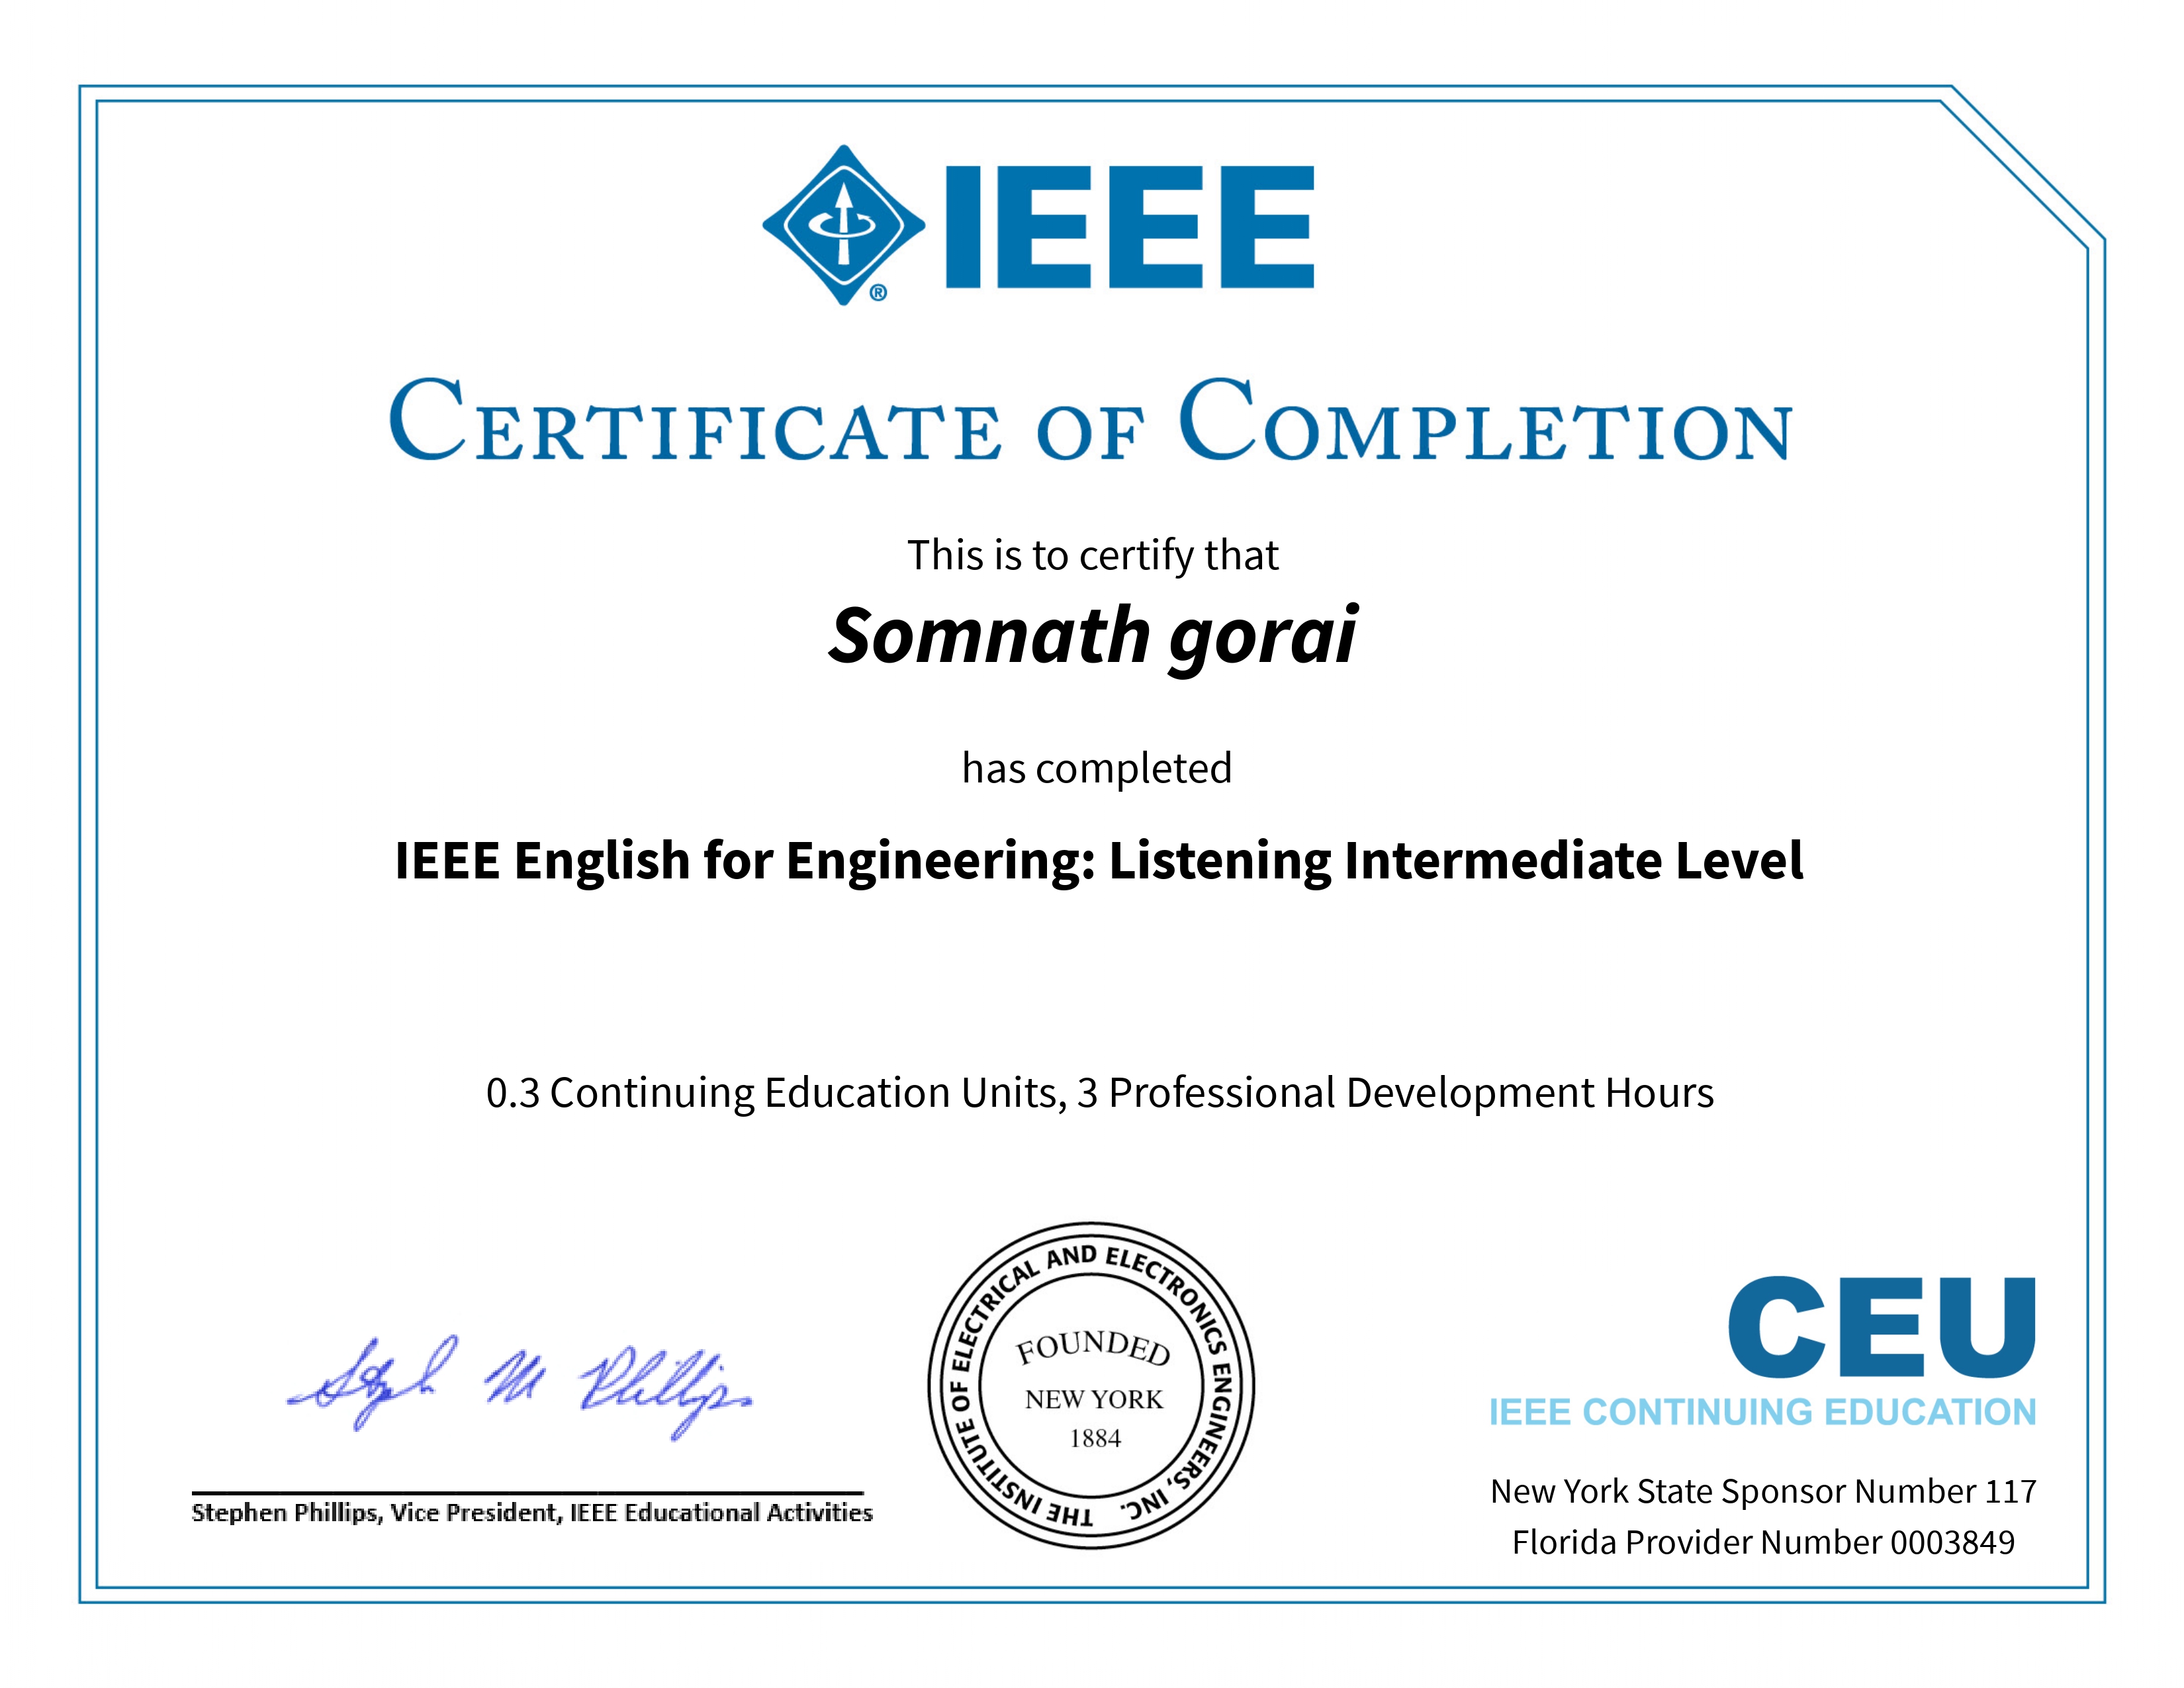 IEEE
®
CERTIFICATE OF COMPLETION
This is to certify that
Somnath gorai
has completed
IEEE English for Engineering: Listening Intermediate Level
0.3 Continuing Education Units, 3 Professional Development Hours
Stephen M Phillips
Stephen Phillips, Vice President, IEEE Educational Activities
THE INSTITUTE OF ELECTRICAL AND ELECTRONICS ENGINEERS, INC.
FOUNDED
NEW YORK
1884
CEU
IEEE CONTINUING EDUCATION
New York State Sponsor Number 117
Florida Provider Number 0003849